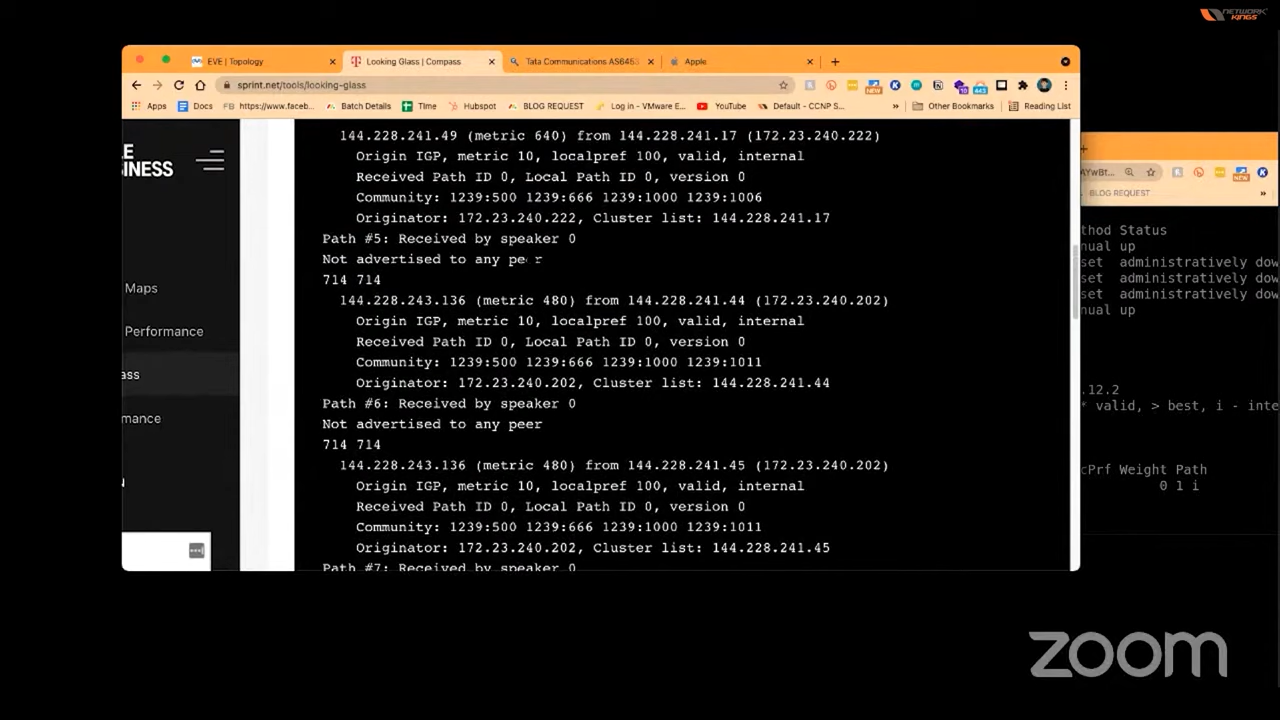 NETWORK
KINGS
EVE | Topology
Looking Glass | Compass
Tata Communications AS6453
Apple
sprint.net/tools/looking-glass
Apps
Docs
FB https://www.faceb...
Batch Details
TIme
Hubspot
BLOG REQUEST
Log in - VMware E...
YouTube
Default - CCNP S...
»
Other Bookmarks
Reading List
LE
SINESS
Maps
Performance
ass
mance
144.228.241.49 (metric 640) from 144.228.241.17 (172.23.240.222)
Origin IGP, metric 10, localpref 100, valid, internal
Received Path ID 0, Local Path ID 0, version 0
Community: 1239:500 1239:666 1239:1000 1239:1006
Originator: 172.23.240.222, Cluster list: 144.228.241.17
Path #5: Received by speaker 0
Not advertised to any peer
714 714
144.228.243.136 (metric 480) from 144.228.241.44 (172.23.240.202)
Origin IGP, metric 10, localpref 100, valid, internal
Received Path ID 0, Local Path ID 0, version 0
Community: 1239:500 1239:666 1239:1000 1239:1011
Originator: 172.23.240.202, Cluster list: 144.228.241.44
Path #6: Received by speaker 0
Not advertised to any peer
714 714
144.228.243.136 (metric 480) from 144.228.241.45 (172.23.240.202)
Origin IGP, metric 10, localpref 100, valid, internal
Received Path ID 0, Local Path ID 0, version 0
Community: 1239:500 1239:666 1239:1000 1239:1011
Originator: 172.23.240.202, Cluster list: 144.228.241.45
Path #7: Received by speaker 0
AYwBt...
BLOG REQUEST
»
thod Status
nual up
set administratively dow
set administratively dow
set administratively dow
nual up
.12.2
* valid, > best, i - inte
cPrf Weight Path
0 1 i
zoom